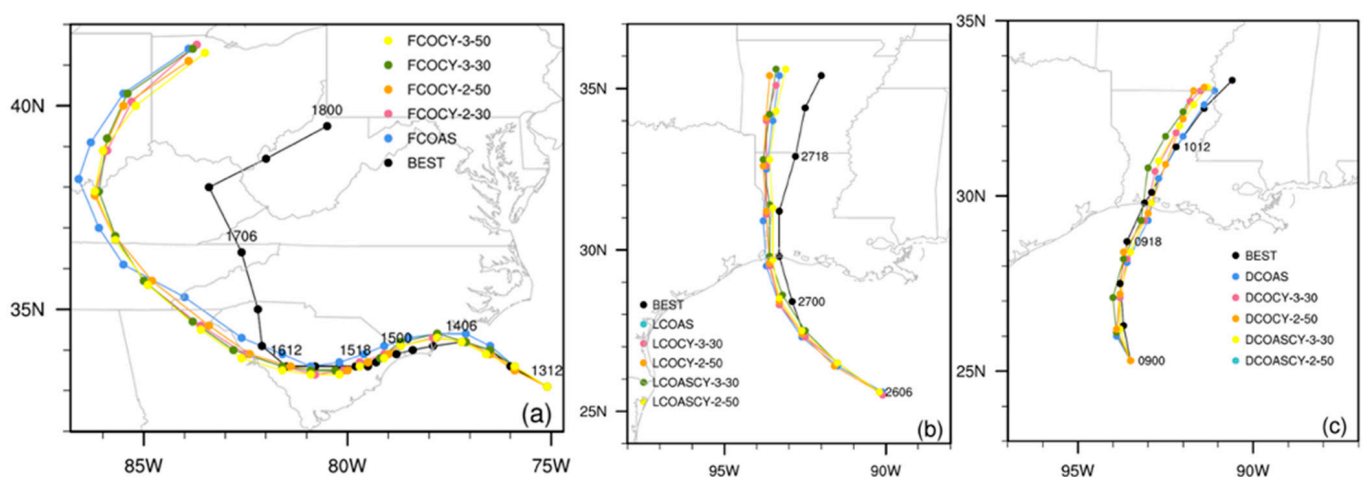 FCOCY-3-50
FCOCY-3-30
FCOCY-2-50
FCOCY-2-30
FCOAS
BEST
1800
1706
1612
1518
1500
1406
1312
40N
35N
85W
80W
75W
(a)
35N
30N
25N
2718
2700
2606
BEST
LCOAS
LCOCY-3-30
LCOCY-2-50
LCOASCY-3-30
LCOASCY-2-50
95W
90W
(b)
35N
30N
25N
1012
0918
0900
BEST
DCOAS
DCOCY-3-30
DCOCY-2-50
DCOASCY-3-30
DCOASCY-2-50
95W
90W
(c)